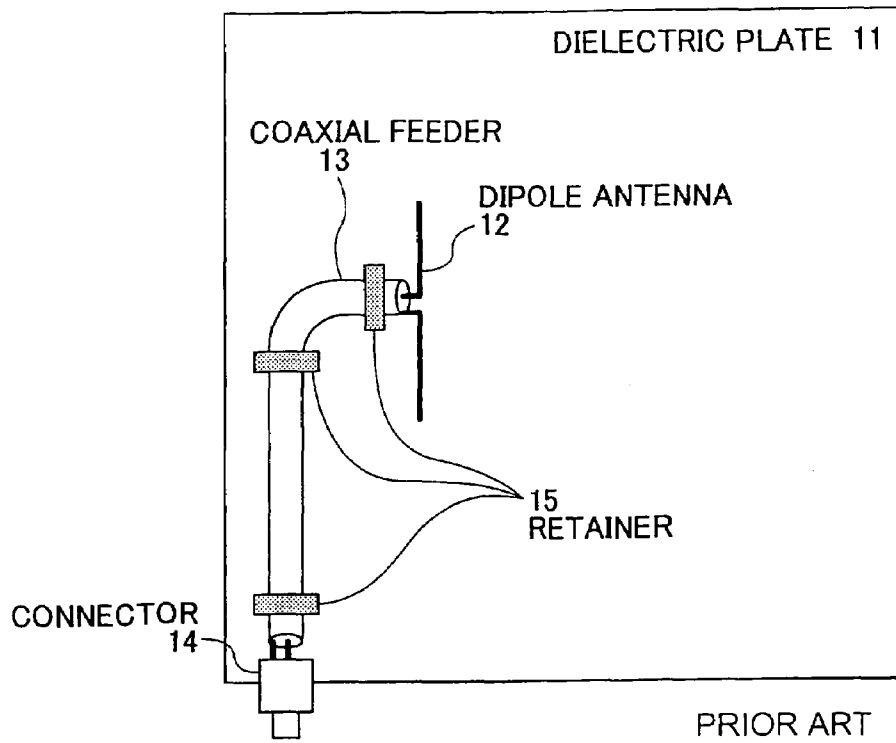 DIELECTRIC PLATE 11
COAXIAL FEEDER
13
DIPOLE ANTENNA
12
15
RETAINER
CONNECTOR
14
PRIOR ART